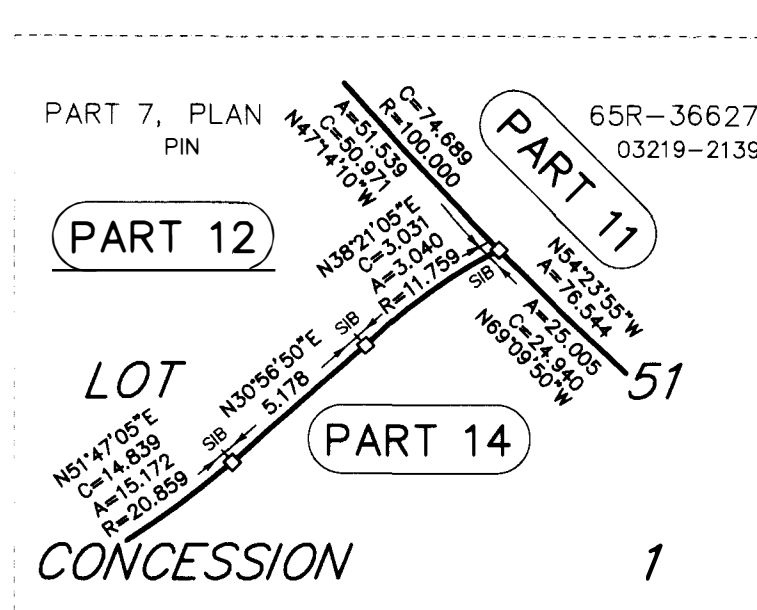 PART 7, PLAN
PIN
65R-36627
03219-2139
PART 11
PART 12
C=74.689
R=100.000
A=51.539
C=50.971
N47°14'10"W
N38°21'05"E
C=3.031
A=3.040
R=11.759
SIB
N54°23'55"W
A=76.544
A=25.005
C=24.940
N69°09'50"W
SIB
N30°56'50"E
5.178
LOT
51
PART 14
SIB
N51°47'05"E
C=14.839
A=15.172
R=20.859
CONCESSION
1